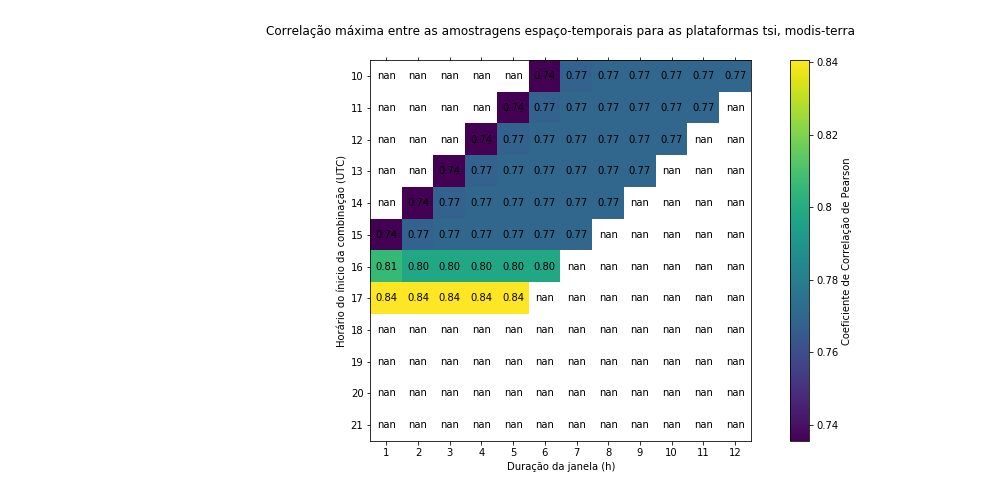 Correlação máxima entre as amostragens espaço-temporais para as plataformas tsi, modis-terra
10 nan nan nan nan nan 0.74 0.77 0.77 0.77 0.77 0.77 0.77
11 nan nan nan nan 0.74 0.77 0.77 0.77 0.77 0.77 0.77 nan
12 nan nan nan 0.74 0.77 0.77 0.77 0.77 0.77 0.77 nan nan
13 nan nan 0.74 0.77 0.77 0.77 0.77 0.77 0.77 nan nan nan
14 nan 0.74 0.77 0.77 0.77 0.77 0.77 0.77 nan nan nan nan
15 0.74 0.77 0.77 0.77 0.77 0.77 0.77 nan nan nan nan nan
16 0.81 0.80 0.80 0.80 0.80 0.80 nan nan nan nan nan nan
17 0.84 0.84 0.84 0.84 0.84 nan nan nan nan nan nan nan
18 nan nan nan nan nan nan nan nan nan nan nan nan
19 nan nan nan nan nan nan nan nan nan nan nan nan
20 nan nan nan nan nan nan nan nan nan nan nan nan
21 nan nan nan nan nan nan nan nan nan nan nan nan
1 2 3 4 5 6 7 8 9 10 11 12
Duração da janela (h)
Horário do ínicio da combinação (UTC)
0.84
0.82
0.8
0.78
0.76
0.74
Coeficiente de Correlação de Pearson